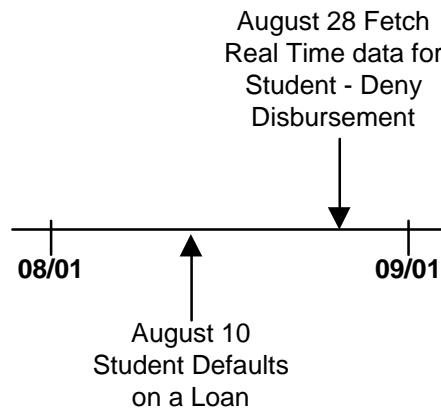 August 28 Fetch
Real Time data for
Student - Deny
Disbursement
08/01
09/01
August 10
Student Defaults
on a Loan